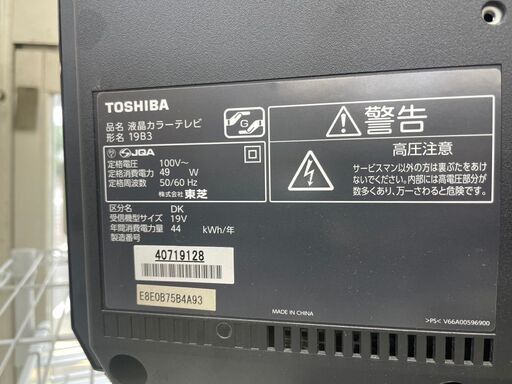 TOSHIBA
品名 液晶カラーテレビ
形名 19B3
G
JQA
定格電圧 100V~
定格消費電力 49 W
定格周波数 50/60 Hz
株式会社 東芝
区分名 DK
受信機型サイズ 19V
年間消費電力量 44 kWh/年
製造番号
40719128
E8E0B75B4A93
警告
高圧注意
サービスマン以外の方は裏ぶたをあけ
ないでください。内部には高電圧部分が
数多くあり、万一さわると危険です。
MADE IN CHINA
>PS< V66A00596900